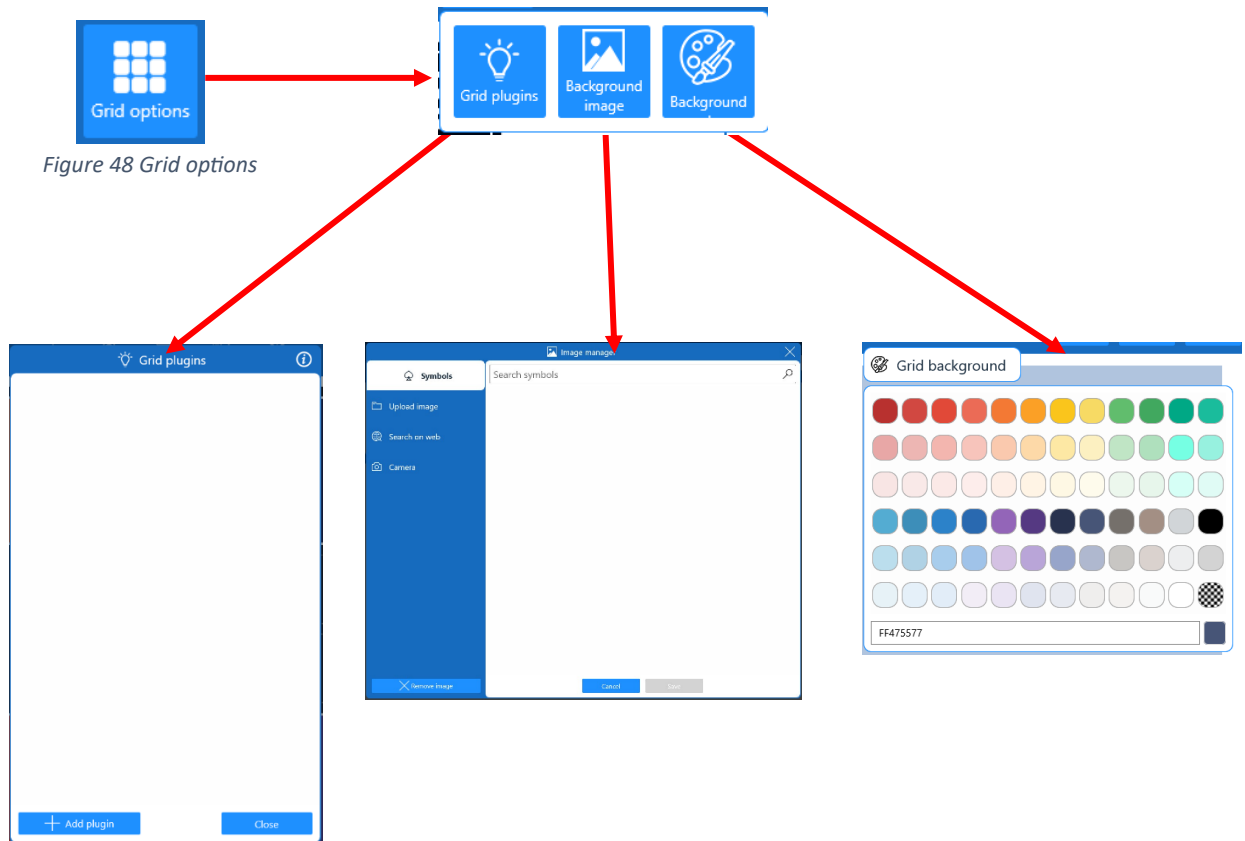 Grid options
Figure 48 Grid options
Grid plugins
Background
image
Background
Grid plugins
Add plugin
Close
Image manager
Symbols
Search symbols
Upload image
Search on web
Camera
Remove image
Cancel
Save
Grid background
FF475577